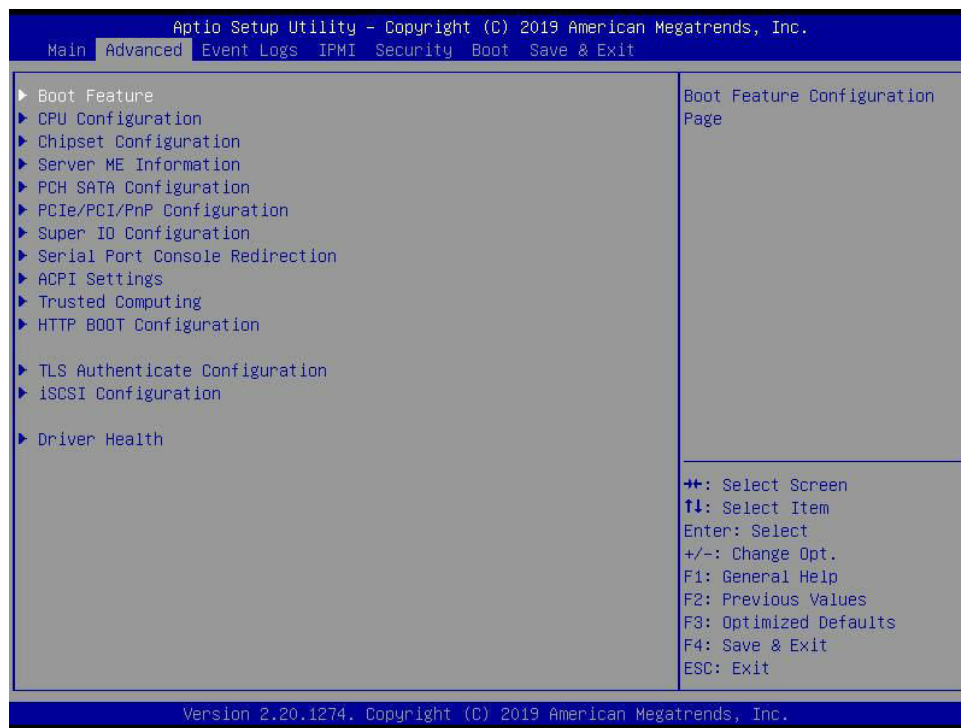 Aptio Setup Utility – Copyright (C) 2019 American Megatrends, Inc.
Main Advanced Event Logs IPMI Security Boot Save & Exit
Boot Feature
CPU Configuration
Chipset Configuration
Server ME Information
PCH SATA Configuration
PCIe/PCI/PnP Configuration
Super IO Configuration
Serial Port Console Redirection
ACPI Settings
Trusted Computing
HTTP BOOT Configuration
TLS Authenticate Configuration
iSCSI Configuration
Driver Health
Boot Feature Configuration
Page
→←: Select Screen
↑↓: Select Item
Enter: Select
+/-: Change Opt.
F1: General Help
F2: Previous Values
F3: Optimized Defaults
F4: Save & Exit
ESC: Exit
Version 2.20.1274. Copyright (C) 2019 American Megatrends, Inc.